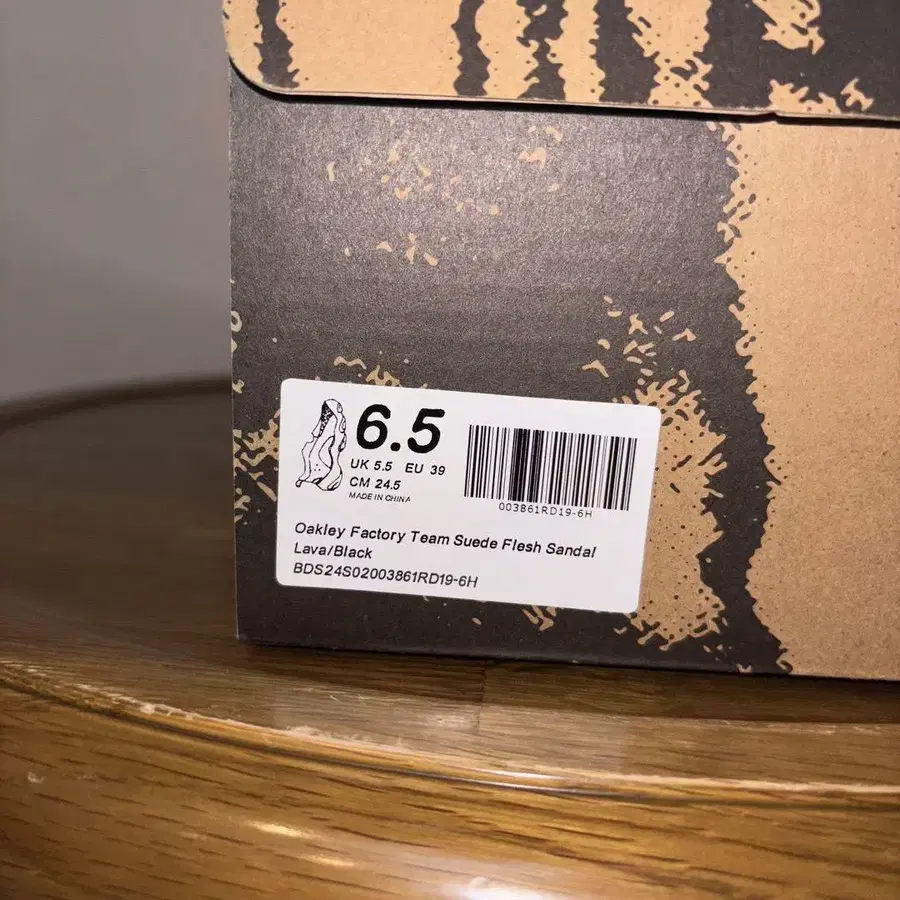 6.5
UK 5.5 EU 39
CM 24.5
MADE IN CHINA
003861RD19-6H
Oakley Factory Team Suede Flesh Sandal
Lava/Black
BDS24S02003861RD19-6H